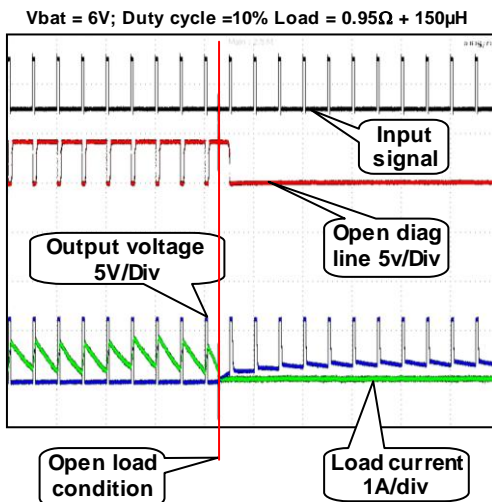 Vbat = 6V; Duty cycle =10% Load = 0.95Ω + 150µH
Input
signal
Output voltage
5V/Div
Open diag
line 5v/Div
Open load
condition
Load current
1A/div